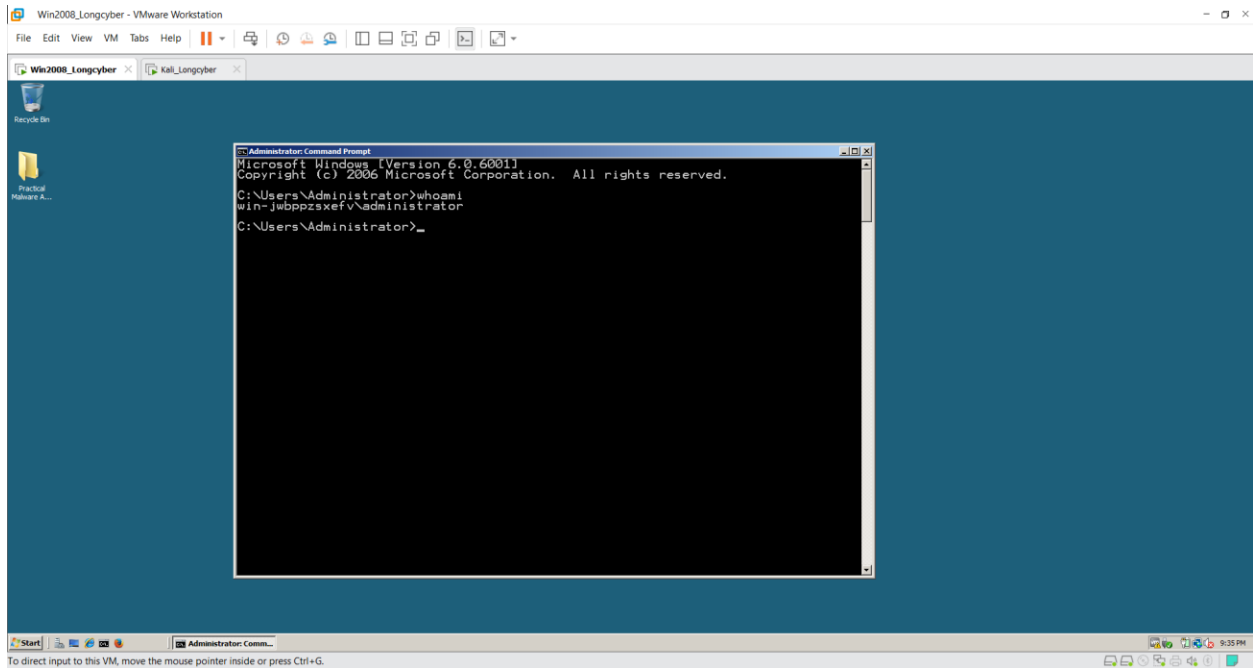 Win2008_Longcyber - VMware Workstation
File Edit View VM Tabs Help
Win2008_Longcyber
Kali_Longcyber
Recycle Bin
Practical
Malware A...
Administrator: Command Prompt
Microsoft Windows [Version 6.0.6001]
Copyright (c) 2006 Microsoft Corporation.  All rights reserved.
C:\Users\Administrator>whoami
win-jwbppzsxefv\administrator
C:\Users\Administrator>_
Start
Administrator: Comm...
9:35 PM
To direct input to this VM, move the mouse pointer inside or press Ctrl+G.